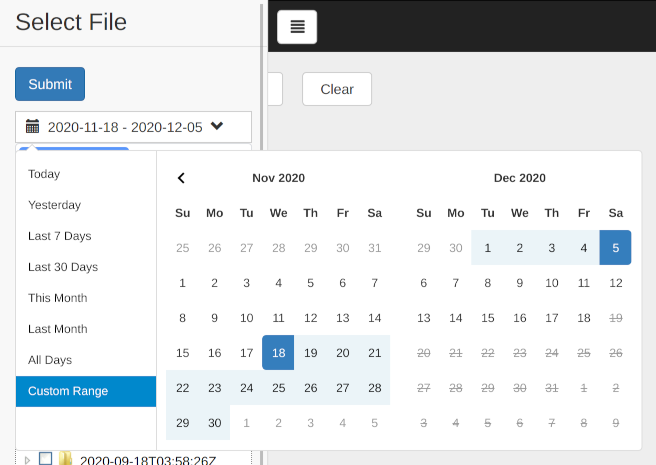 Select File
Submit
Clear
2020-11-18 - 2020-12-05
Today
Yesterday
Last 7 Days
Last 30 Days
This Month
Last Month
All Days
Custom Range
Nov 2020
Su Mo Tu We Th Fr Sa
25 26 27 28 29 30 31
1 2 3 4 5 6 7
8 9 10 11 12 13 14
15 16 17 18 19 20 21
22 23 24 25 26 27 28
29 30 1 2 3 4 5
Dec 2020
Su Mo Tu We Th Fr Sa
29 30 1 2 3 4 5
6 7 8 9 10 11 12
13 14 15 16 17 18 19
20 21 22 23 24 25 26
27 28 29 30 31 1 2
3 4 5 6 7 8 9
2020-09-18T03:58:26Z